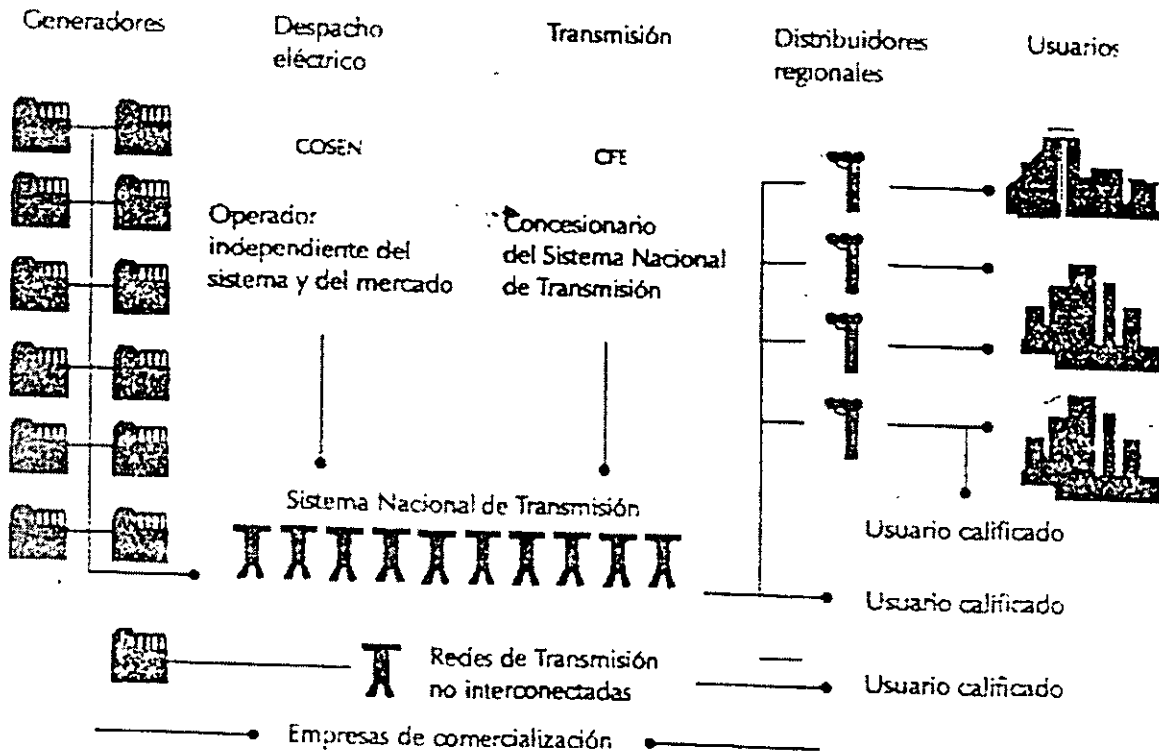 Generadores
Despacho
eléctrico
Transmisión
Distribuidores
regionales
Usuarios
COSEN
CFE
Operador
independiente del
sistema y del mercado
Concesionario
del Sistema Nacional
de Transmisión
Sistema Nacional de Transmisión
Usuario calificado
Usuario calificado
Redes de Transmisión
no interconectadas
Usuario calificado
Empresas de comercialización